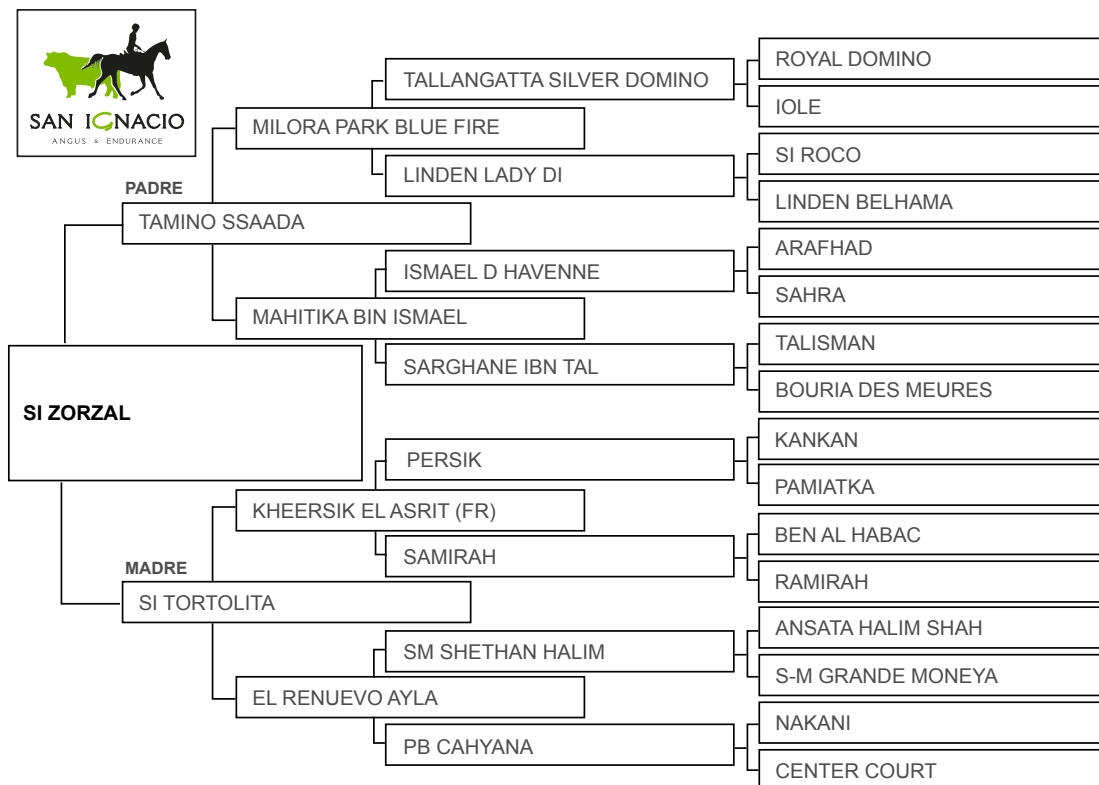 SAN IGNACIO
ANGUS & ENDURANCE
SI ZORZAL
PADRE
TAMINO SSAADA
MILORA PARK BLUE FIRE
TALLANGATTA SILVER DOMINO
ROYAL DOMINO
IOLE
LINDEN LADY DI
SI ROCO
LINDEN BELHAMA
MAHITIKA BIN ISMAEL
ISMAEL D HAVENNE
ARAFHAD
SAHRA
SARGHANE IBN TAL
TALISMAN
BOURIA DES MEURES
MADRE
SI TORTOLITA
KHEERSIK EL ASRIT (FR)
PERSIK
KANKAN
PAMIATKA
SAMIRAH
BEN AL HABAC
RAMIRAH
EL RENUEVO AYLA
SM SHETHAN HALIM
ANSATA HALIM SHAH
S-M GRANDE MONEYA
PB CAHYANA
NAKANI
CENTER COURT